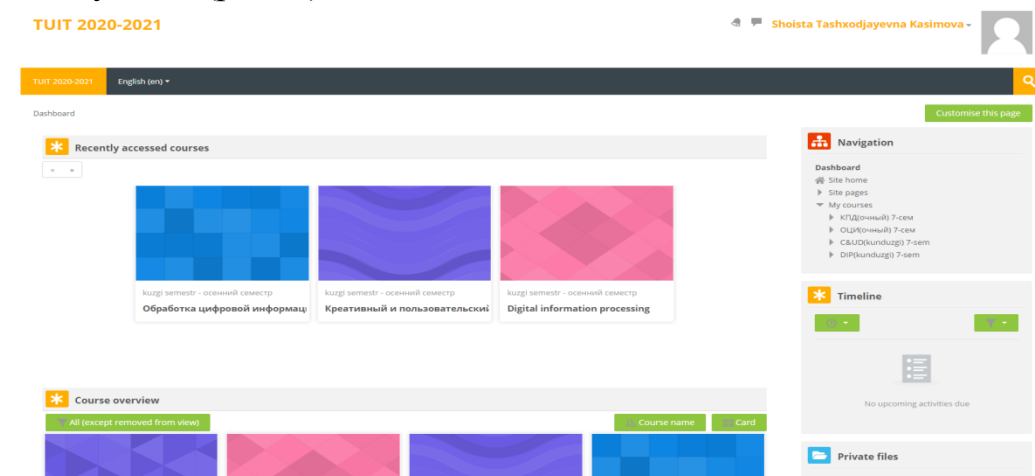 TUIT 2020-2021
Shoista Tashxodjayevna Kasimova
TUIT 2020-2021 English (en)
Dashboard
Customise this page
Recently accessed courses
kuzgi semestr - осенний семестр
Обработка цифровой информац
kuzgi semestr - осенний семестр
Креативный и пользовательский
kuzgi semestr - осенний семестр
Digital information processing
Course overview
All (except removed from view)
Course name
Card
Navigation
Dashboard
Site home
Site pages
My courses
КПД(очный) 7-сем
ОЦИ(очный) 7-сем
C&UD(kunduzgi) 7-sem
DIP(kunduzgi) 7-sem
Timeline
No upcoming activities due
Private files